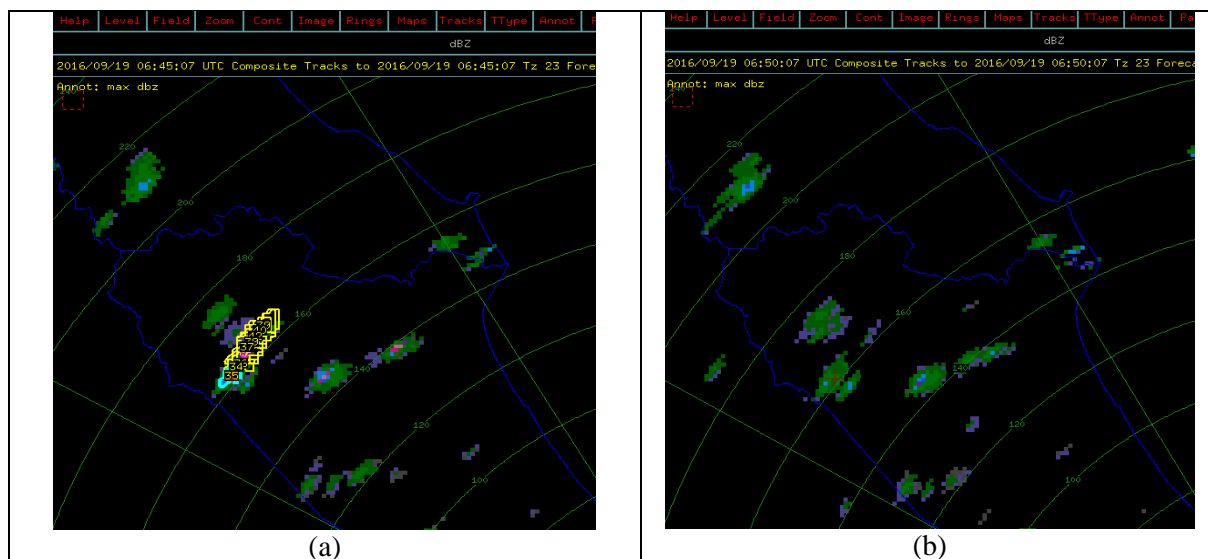 Help Level Field Zoom Cont Image Rings Maps Tracks TType Annot
dBZ
2016/09/19 06:45:07 UTC Composite Tracks to 2016/09/19 06:45:07 Tz 23 Forec
Annot: max dbz
220
200
180
160
37
34
35
140
120
100
(a)
Help Level Field Zoom Cont Image Rings Maps Tracks TType Annot Pa
dBZ
2016/09/19 06:50:07 UTC Composite Tracks to 2016/09/19 06:50:07 Tz 23 Foreca
Annot: max dbz
240
220
200
180
160
140
120
100
(b)